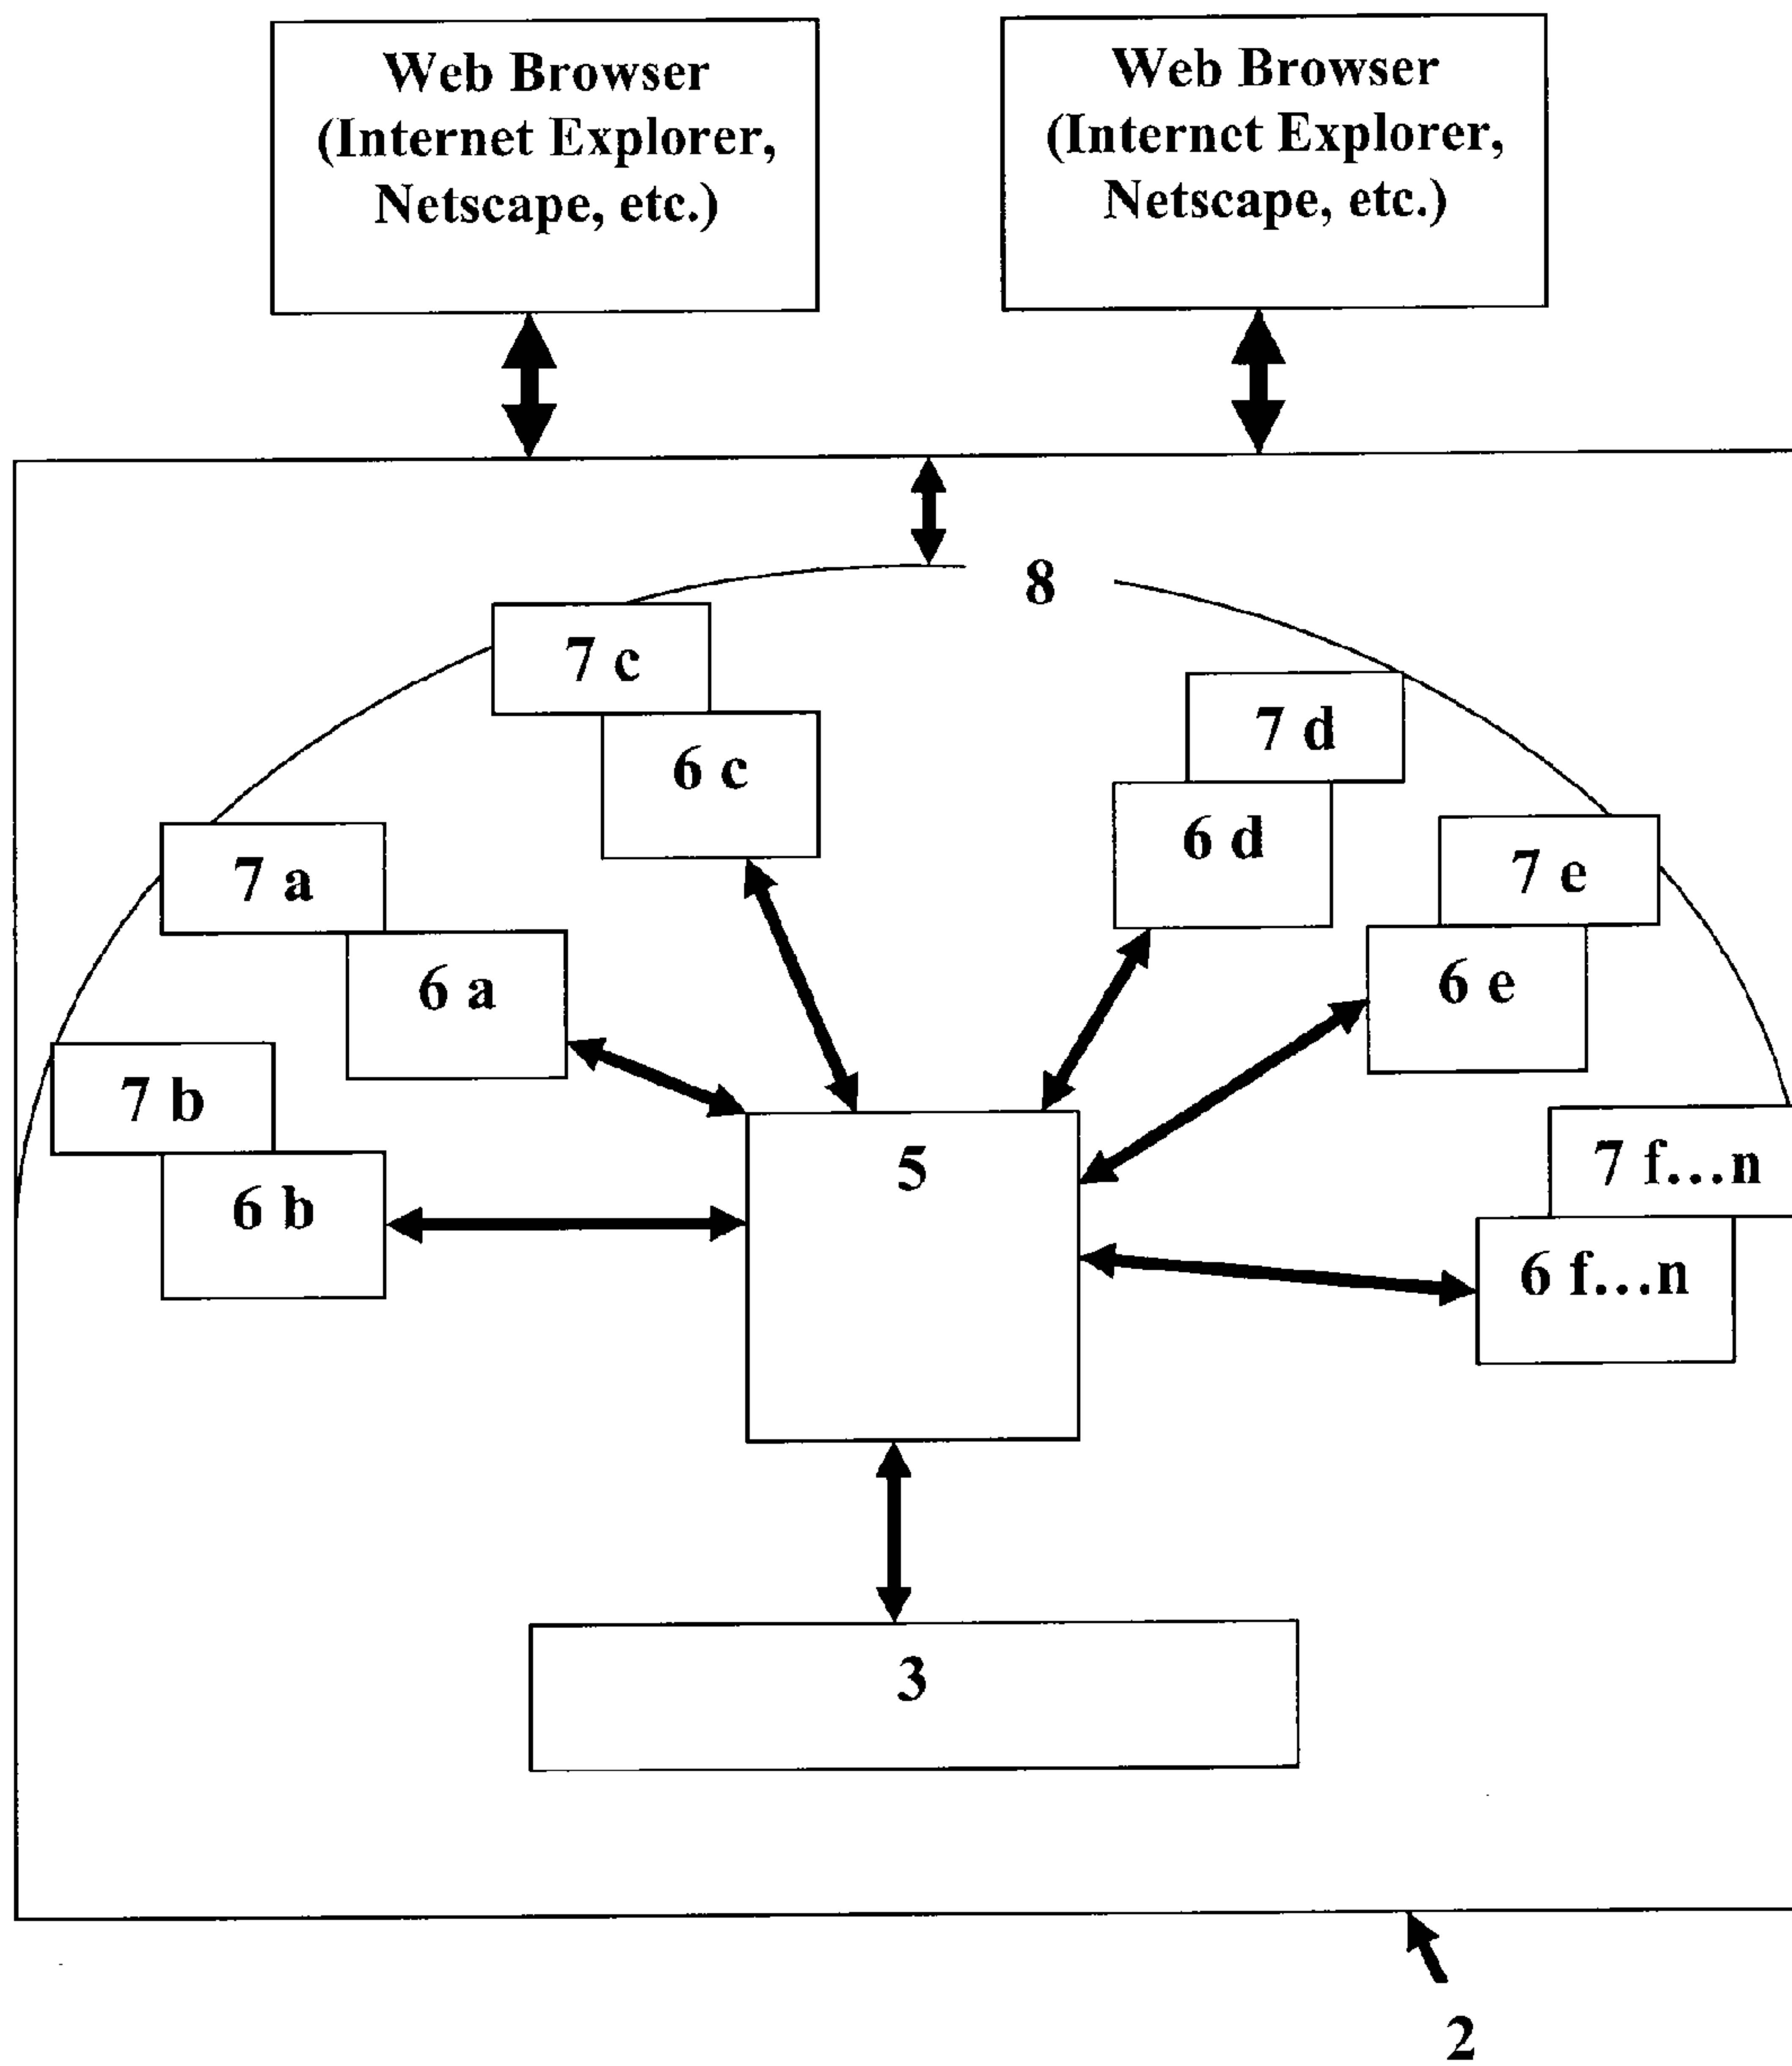 Web Browser
(Internet Explorer,
Netscape, etc.)
Web Browser
(Internet Explorer,
Netscape, etc.)
8
7 c
6 c
7 d
6 d
7 a
6 a
7 e
6 e
7 b
6 b
5
7 f...n
6 f...n
3
2